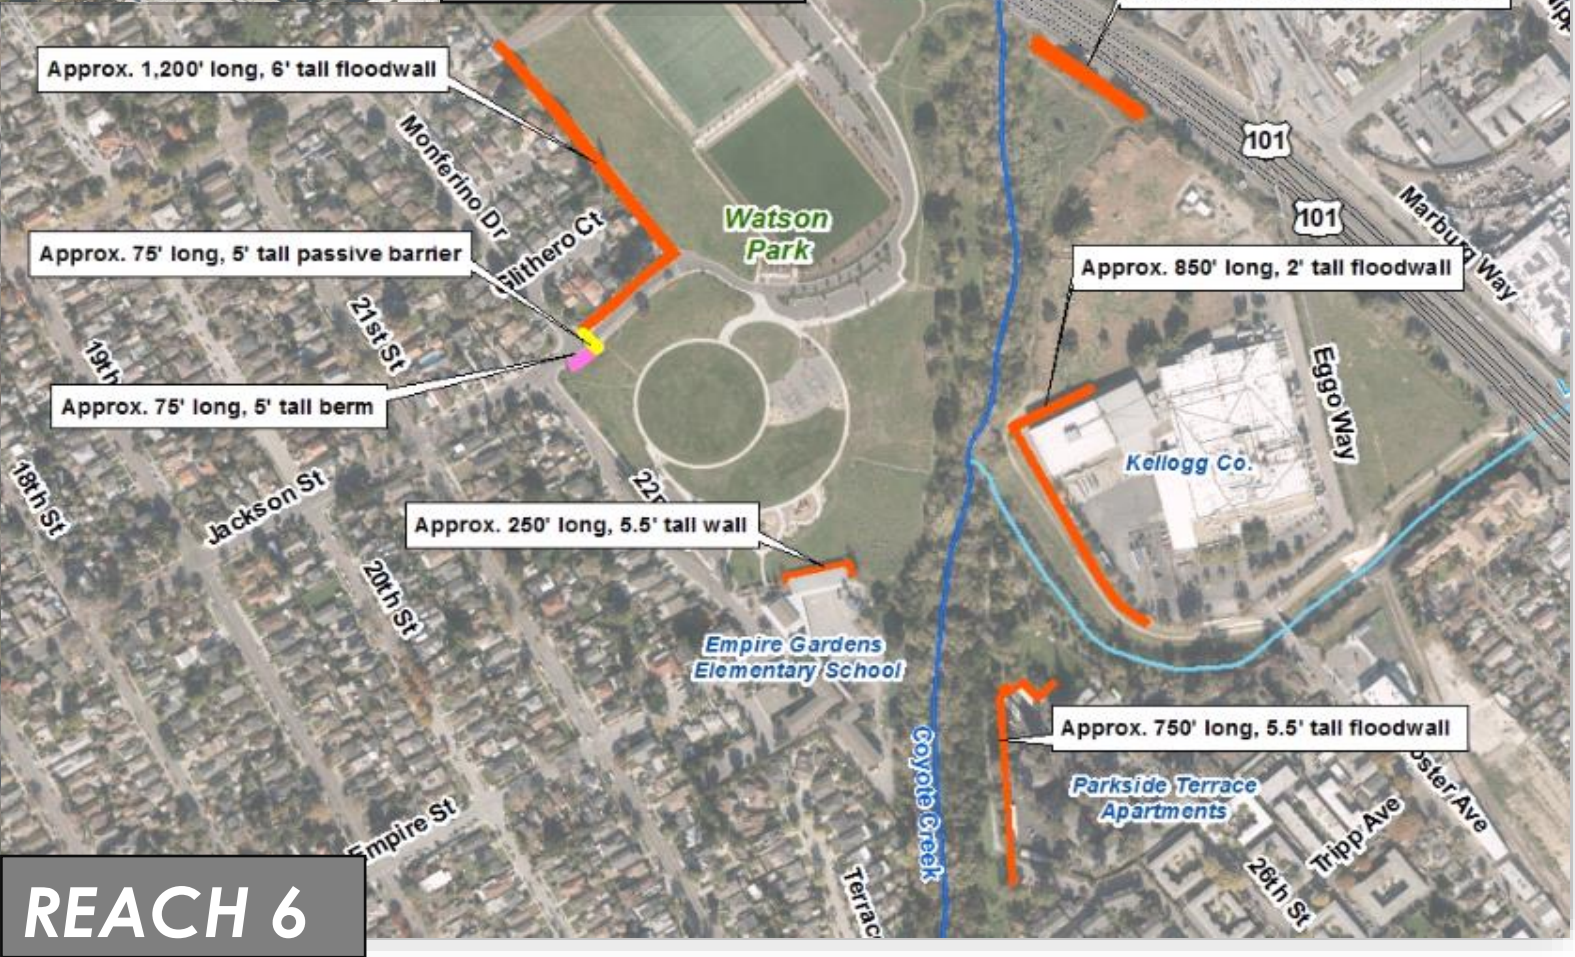 Approx. 1,200' long, 6' tall floodwall
Monferino Dr
101
Watson
Park
101
Marburg Way
Glithero Ct
Approx. 75' long, 5' tall passive barrier
Approx. 850' long, 2' tall floodwall
21st St
19th
Eggo Way
Approx. 75' long, 5' tall berm
18th St
Jackson St
Kellogg Co.
Approx. 250' long, 5.5' tall wall
20th St
Empire Gardens
Elementary School
Approx. 750' long, 5.5' tall floodwall
Coyote Creek
Parkside Terrace
Apartments
Tripp Ave
Ave
Empire St
26th St
REACH 6